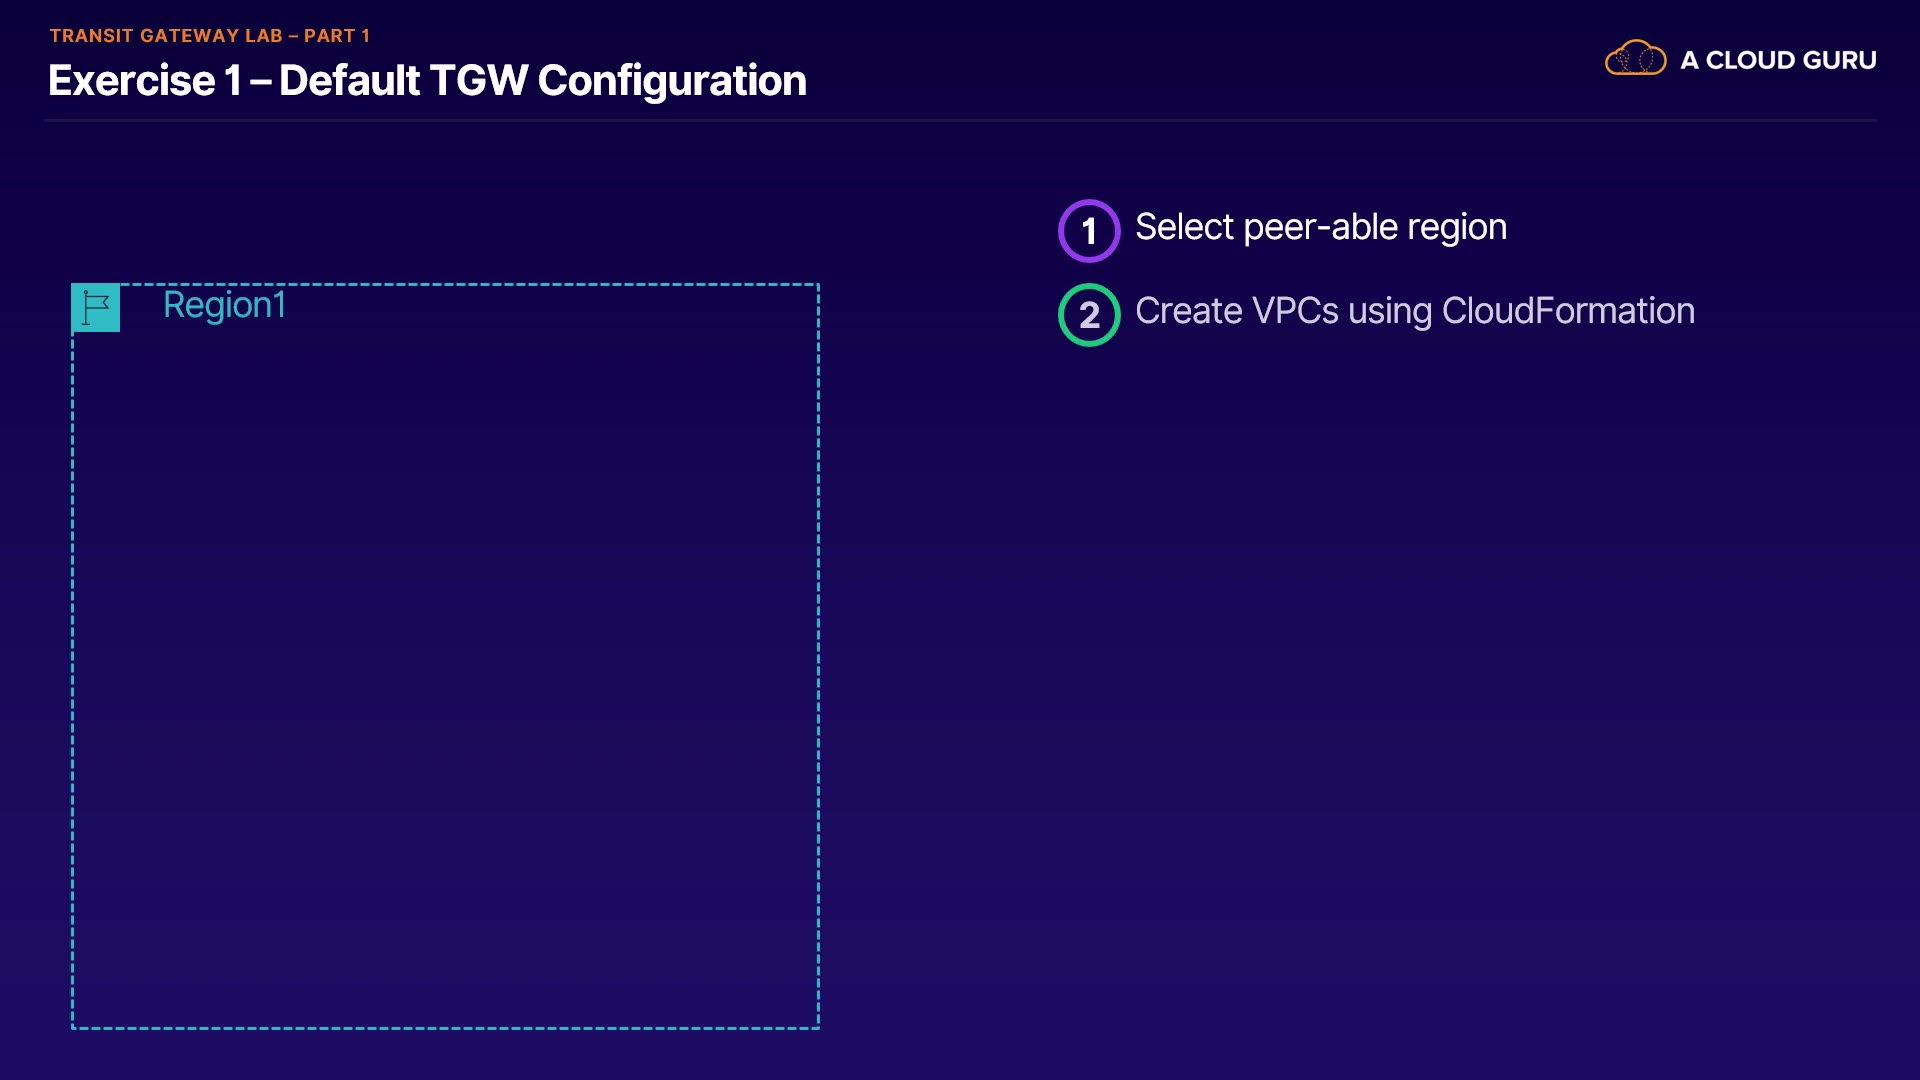 TRANSIT GATEWAY LAB – PART 1
Exercise 1 – Default TGW Configuration
A CLOUD GURU
1 Select peer-able region
Region1
2 Create VPCs using CloudFormation